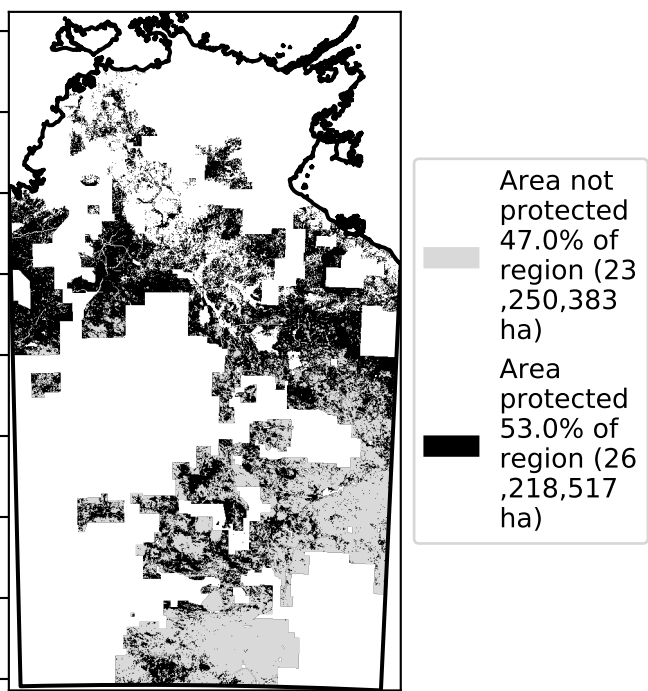 Area not
protected
47.0% of
region (23
,250,383
ha)
Area
protected
53.0% of
region (26
,218,517
ha)